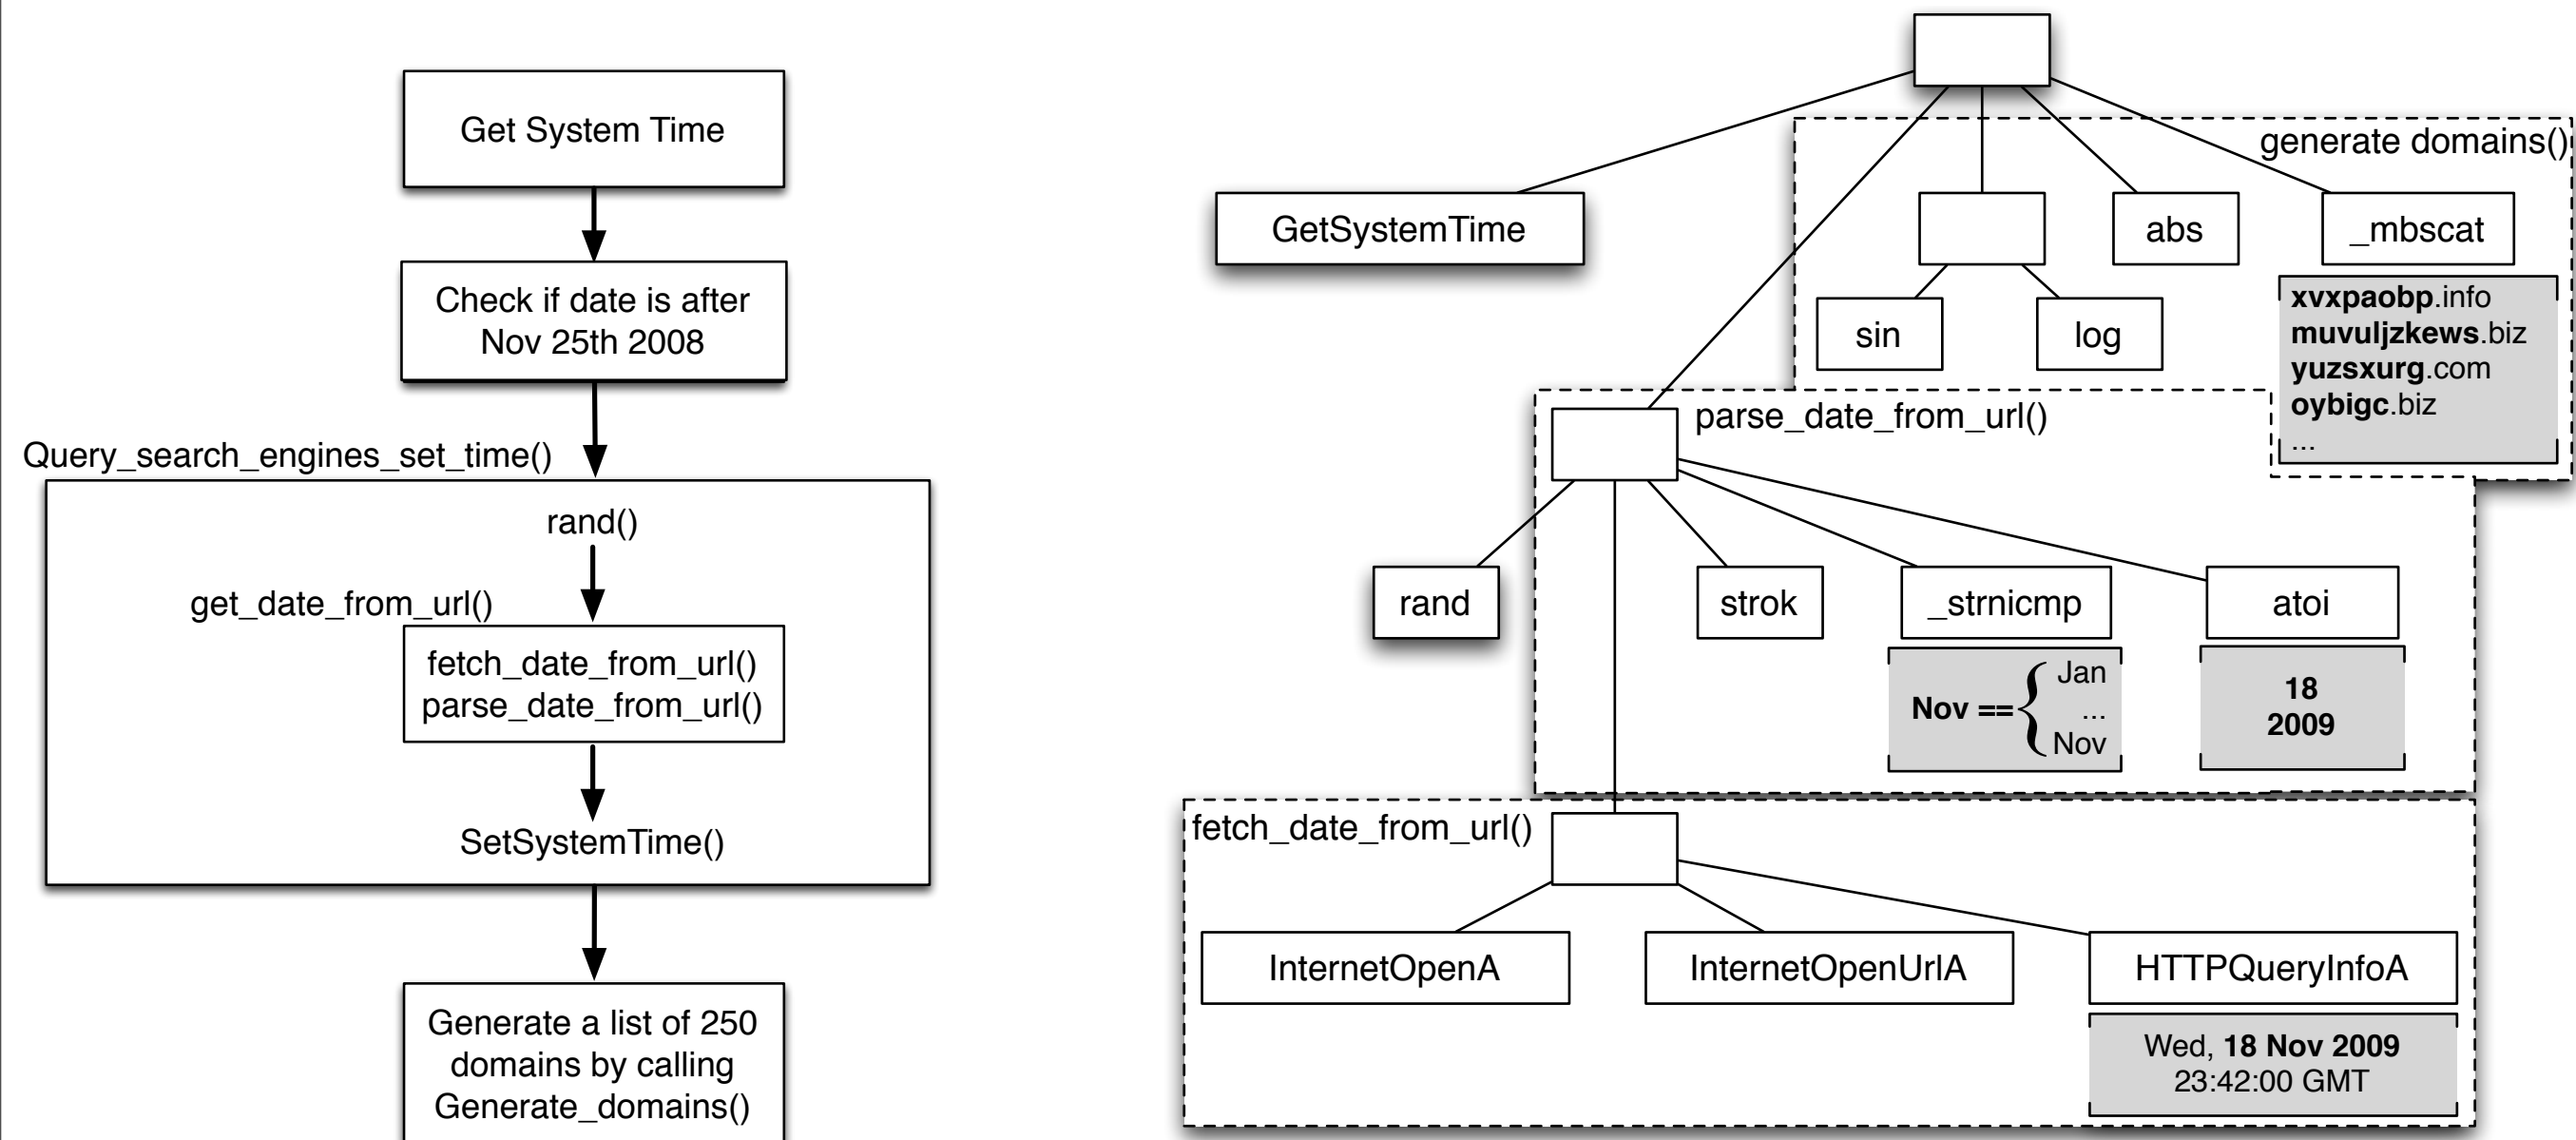 Get System Time
Check if date is after
Nov 25th 2008
Query_search_engines_set_time()
rand()
get_date_from_url()
fetch_date_from_url()
parse_date_from_url()
SetSystemTime()
Generate a list of 250
domains by calling
Generate_domains()
generate domains()
GetSystemTime
abs
_mbscat
sin
log
xvxpaobp.info
muvuljzkews.biz
yuzsxurg.com
oybigc.biz
...
parse_date_from_url()
rand
strok
_strnicmp
atoi
Jan
Nov == { ...
Nov
18
2009
fetch_date_from_url()
InternetOpenA
InternetOpenUrlA
HTTPQueryInfoA
Wed, 18 Nov 2009
23:42:00 GMT